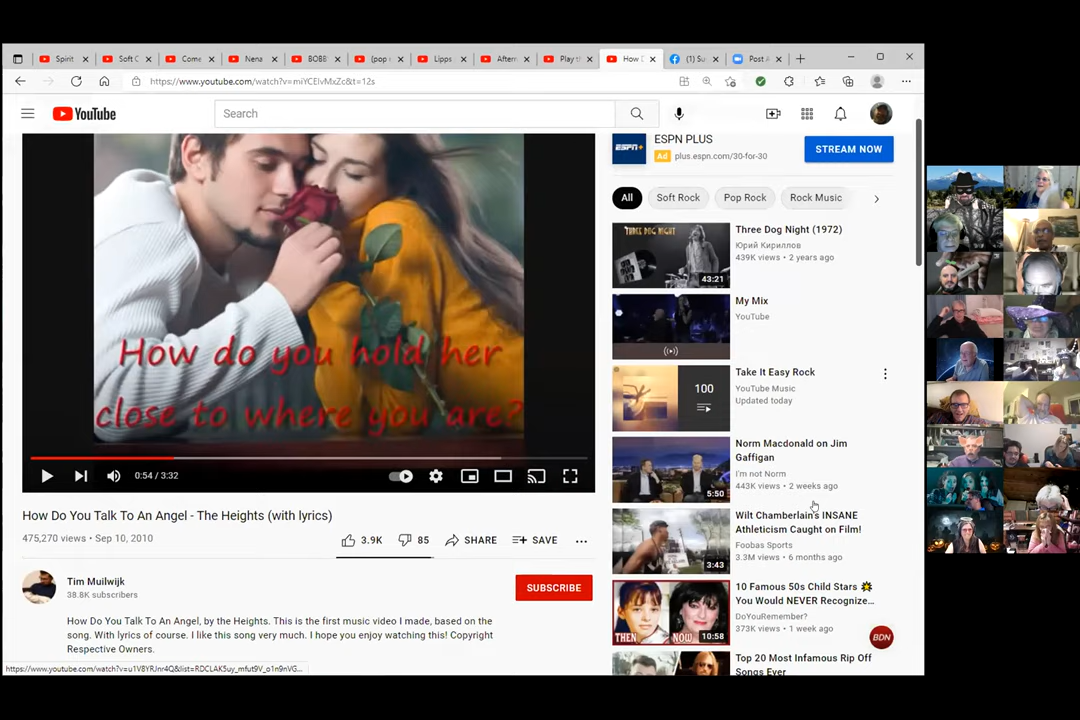 Spirit
Soft C
Come
Nena
BOBB
(pop
Lipps
Aftern
Play th
How D
(1) Su
Post A
https://www.youtube.com/watch?v=miYCElvMxZc&t=12s
YouTube
Search
How do you hold her
close to where you are?
0:54 / 3:32
How Do You Talk To An Angel - The Heights (with lyrics)
475,270 views • Sep 10, 2010
3.9K
85
SHARE
SAVE
Tim Muilwijk
38.8K subscribers
SUBSCRIBE
How Do You Talk To An Angel, by the Heights. This is the first music video I made, based on the
song. With lyrics of course. I like this song very much. I hope you enjoy watching this! Copyright
Respective Owners.
ESPN+
ESPN PLUS
Ad plus.espn.com/30-for-30
STREAM NOW
All
Soft Rock
Pop Rock
Rock Music
THREE DOG NIGHT
43:21
Three Dog Night (1972)
Юрий Кириллов
439K views • 2 years ago
My Mix
YouTube
100
Take It Easy Rock
YouTube Music
Updated today
5:50
Norm Macdonald on Jim
Gaffigan
I'm not Norm
443K views • 2 weeks ago
3:43
Wilt Chamberlain's INSANE
Athleticism Caught on Film!
Foobas Sports
3.3M views • 6 months ago
THEN
NOW
10:58
10 Famous 50s Child Stars
You Would NEVER Recognize...
DoYouRemember?
373K views • 1 week ago
BDN
Top 20 Most Infamous Rip Off
Songs Ever